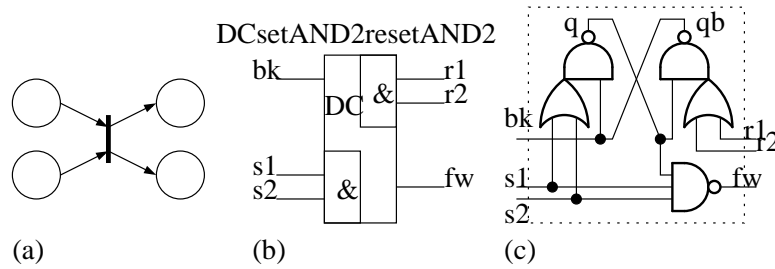 DCsetAND2resetAND2
bk
r1
DC
&
r2
s1
s2
&
fw
q
qb
bk
r1
r2
s1
fw
s2
(a)
(b)
(c)